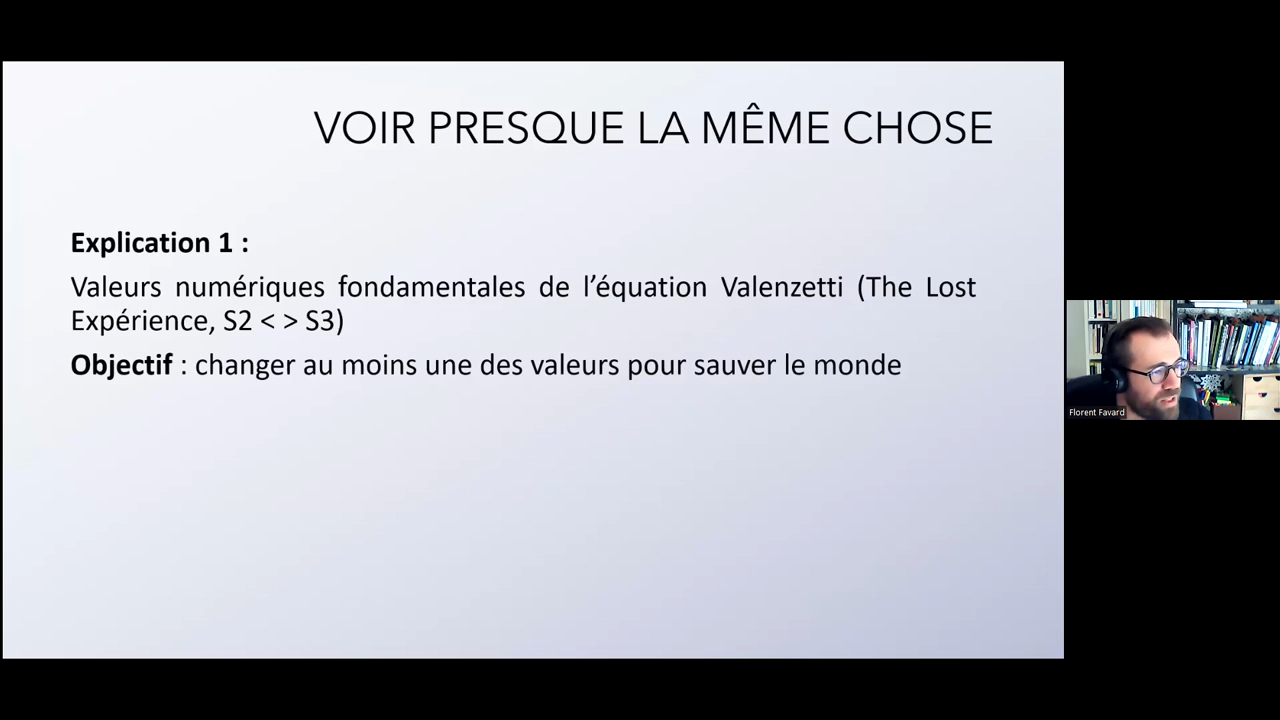 VOIR PRESQUE LA MÊME CHOSE
Explication 1 :
Valeurs numériques fondamentales de l’équation Valenzetti (The Lost
Expérience, S2 < > S3)
Objectif : changer au moins une des valeurs pour sauver le monde
Florent Favard